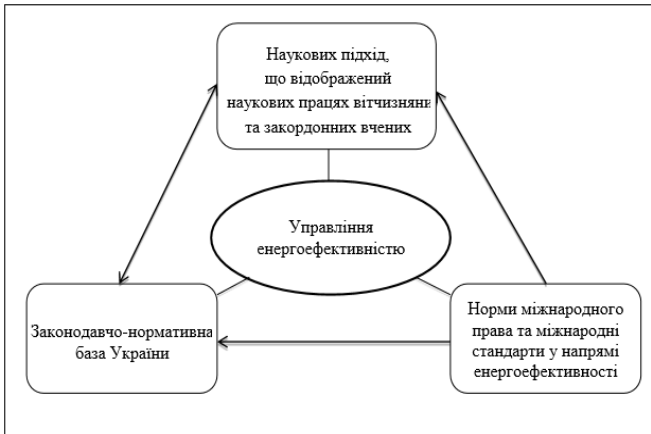 Наукових підхід,
що відображений
наукових працях вітчизняни
та закордонних вчених
Управління
енергоефективністю
Законодавчо-нормативна
база України
Норми міжнародного
права та міжнародні
стандарти у напрямі
енергоефективності